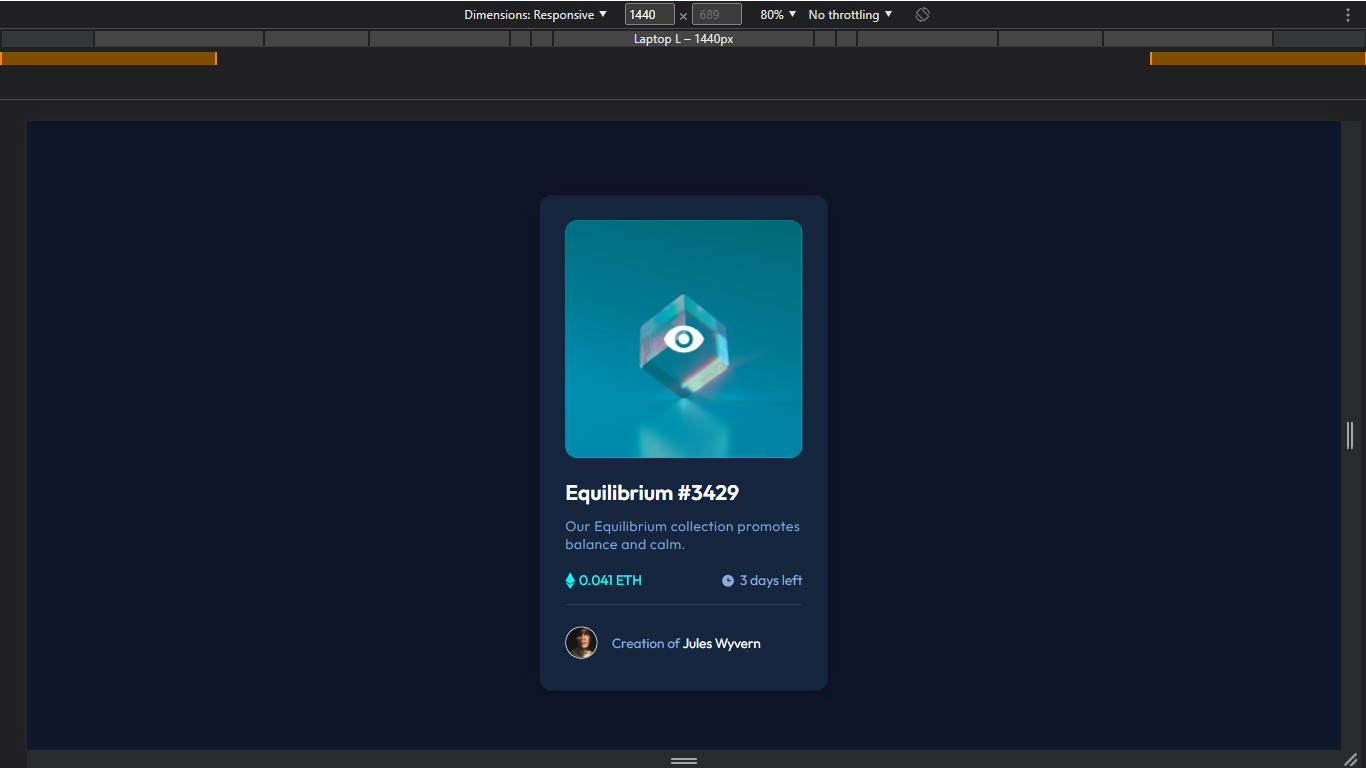 Dimensions: Responsive ▼ 1440 × 689 80% ▼ No throttling ▼
Laptop L – 1440px
Equilibrium #3429
Our Equilibrium collection promotes
balance and calm.
0.041 ETH 3 days left
Creation of Jules Wyvern